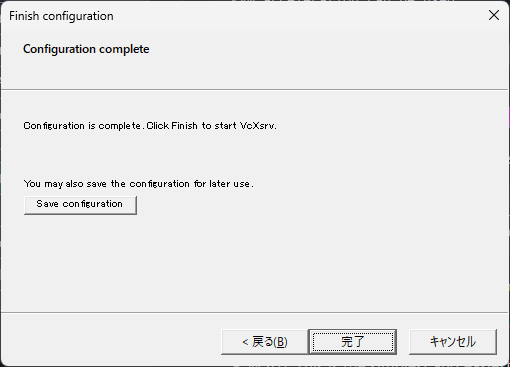 Finish configuration
Configuration complete
Configuration is complete. Click Finish to start VcXsrv.
You may also save the configuration for later use.
Save configuration
< 戻る(B)
完了
キャンセル